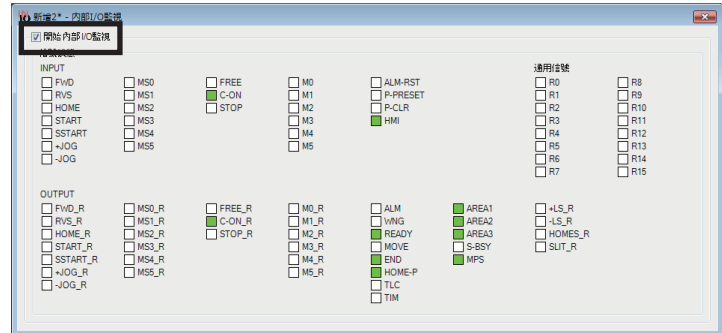 新增2* - 内部I/O監視
開始内部I/O監視
INPUT
通用信號
FWD MS0 FREE M0 ALM-RST R0 R8
RVS MS1 C-ON M1 P-PRESET R1 R9
HOME MS2 STOP M2 P-CLR R2 R10
START MS3 M3 HMI R3 R11
SSTART MS4 M4 R4 R12
+JOG MS5 M5 R5 R13
-JOG R6 R14
R7 R15
OUTPUT
FWD_R MS0_R FREE_R M0_R ALM AREA1 +LS_R
RVS_R MS1_R C-ON_R M1_R WNG AREA2 -LS_R
HOME_R MS2_R STOP_R M2_R READY AREA3 HOMES_R
START_R MS3_R M3_R MOVE S-BSY SLIT_R
SSTART_R MS4_R M4_R END MPS
+JOG_R MS5_R M5_R HOME-P
-JOG_R TLC
TIM